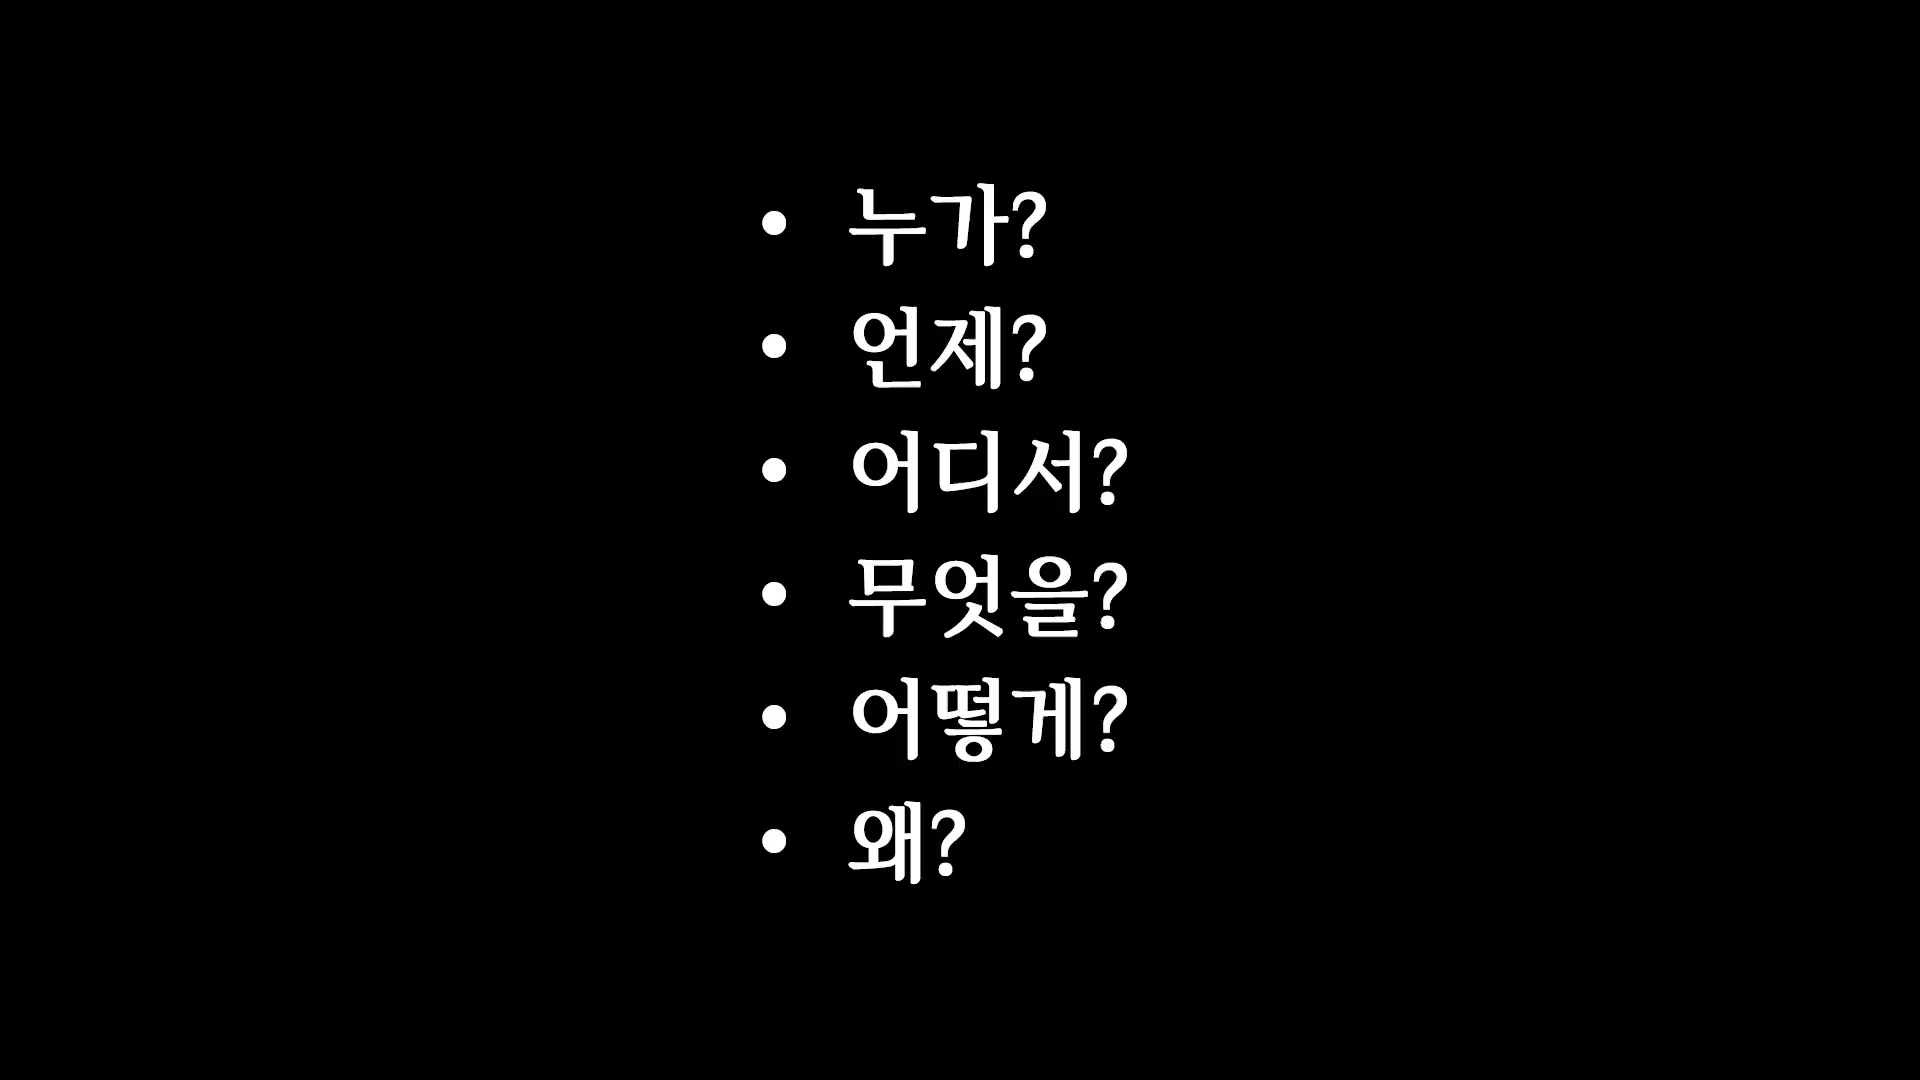 • 누가?
• 언제?
• 어디서?
• 무엇을?
• 어떻게?
• 왜?